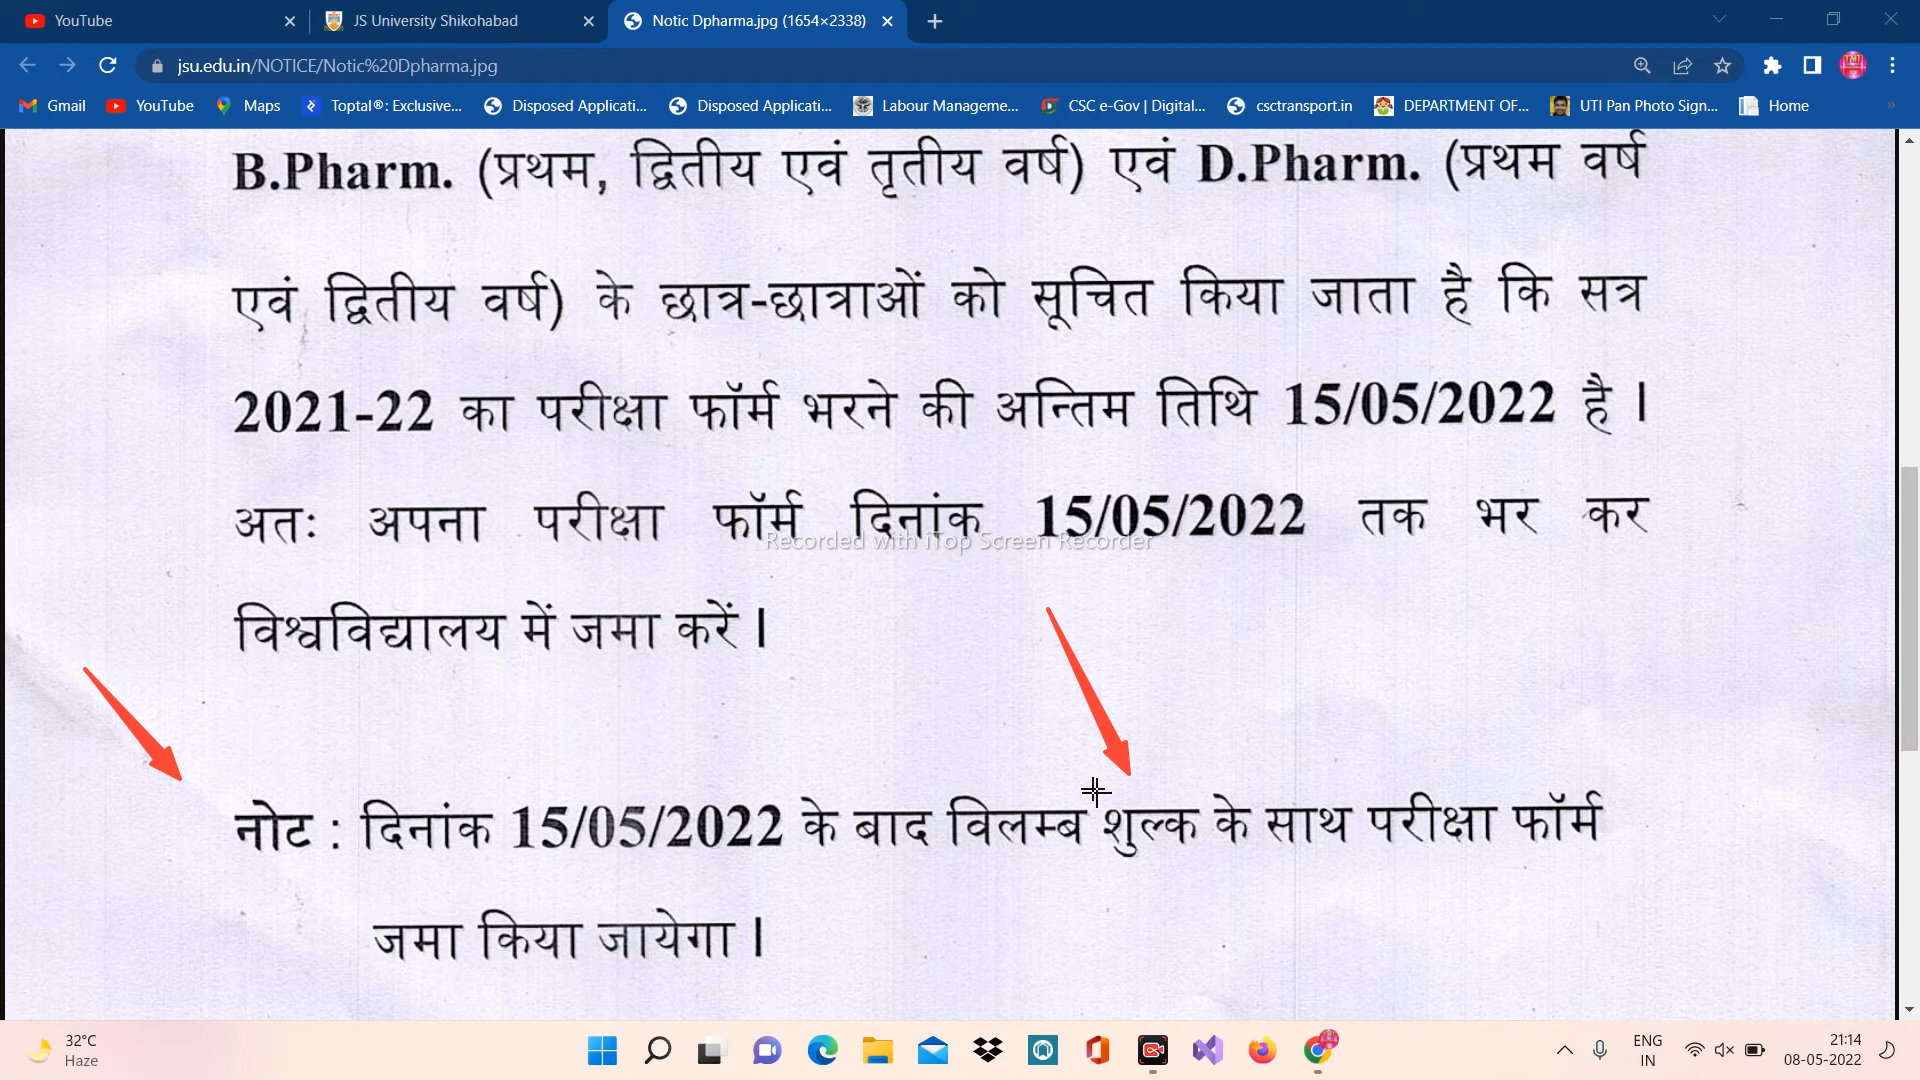 YouTube
JS University Shikohabad
Notic Dpharma.jpg (1654×2338)
jsu.edu.in/NOTICE/Notic%20Dpharma.jpg
Gmail
YouTube
Maps
Toptal®: Exclusive...
Disposed Applicati...
Disposed Applicati...
Labour Manageme...
CSC e-Gov | Digital...
csctransport.in
DEPARTMENT OF...
UTI Pan Photo Sign...
Home
B.Pharm. (प्रथम, द्वितीय एवं तृतीय वर्ष) एवं D.Pharm. (प्रथम वर्ष
एवं द्वितीय वर्ष) के छात्र-छात्राओं को सूचित किया जाता है कि सत्र
2021-22 का परीक्षा फॉर्म भरने की अन्तिम तिथि 15/05/2022 है ।
अतः अपना परीक्षा फॉर्म दिनांक 15/05/2022 तक भर कर
Recorded with iTop Screen Recorder
विश्वविद्यालय में जमा करें ।
नोट : दिनांक 15/05/2022 के बाद विलम्ब शुल्क के साथ परीक्षा फॉर्म
जमा किया जायेगा ।
32°C
Haze
ENG
IN
21:14
08-05-2022